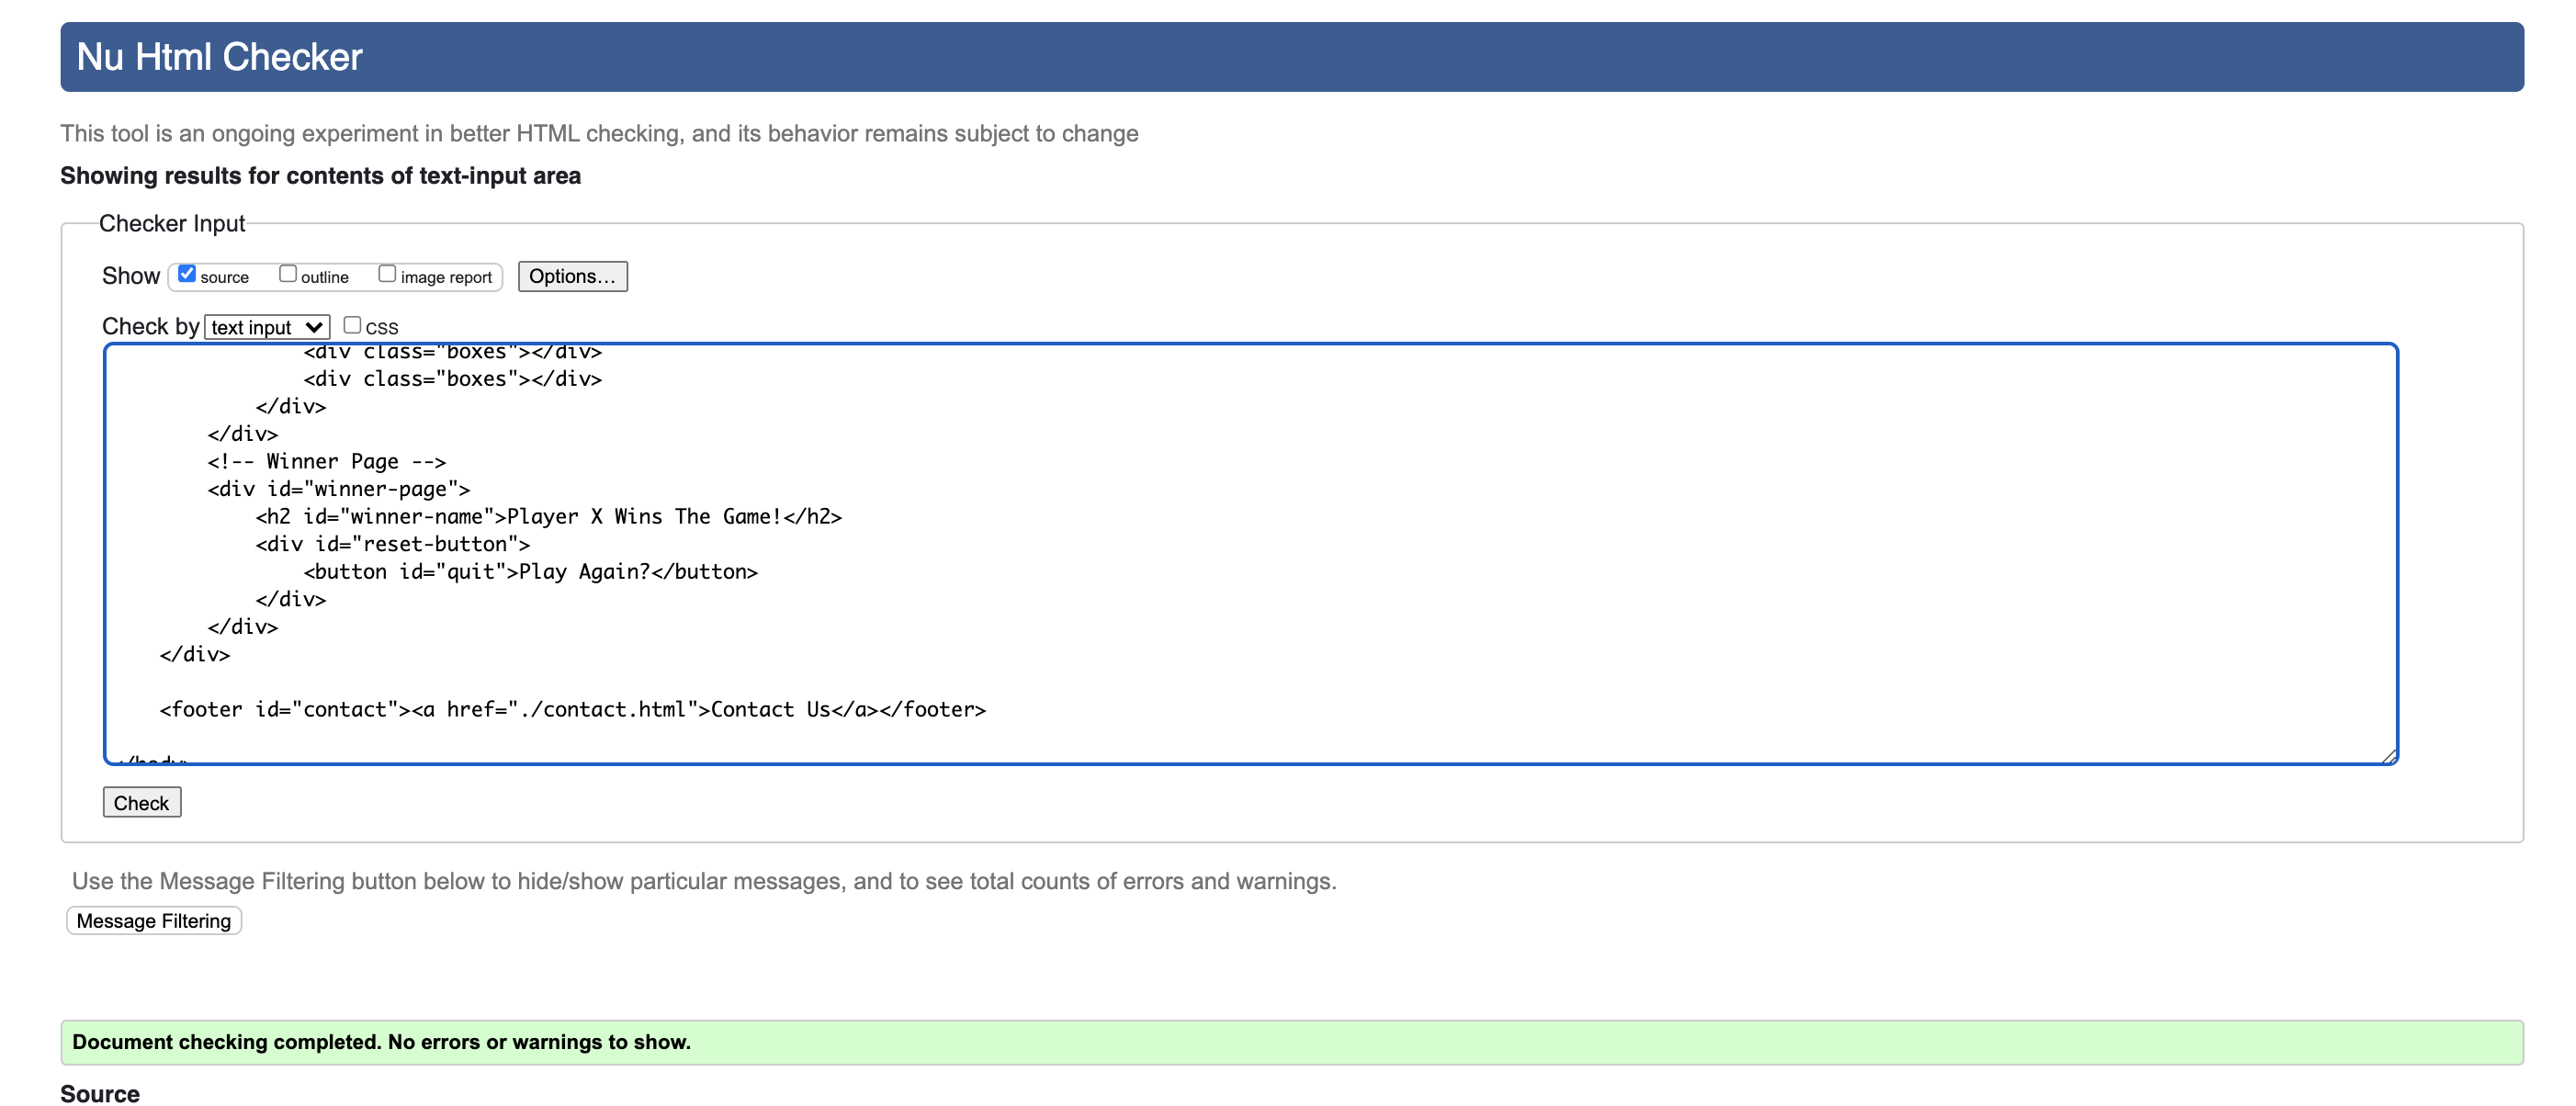 Nu Html Checker
This tool is an ongoing experiment in better HTML checking, and its behavior remains subject to change
Showing results for contents of text-input area
Checker Input
Show source outline image report Options...
Check by text input CSS
<div class="boxes"></div>
<div class="boxes"></div>
</div>
</div>
<!-- Winner Page -->
<div id="winner-page">
<h2 id="winner-name">Player X Wins The Game!</h2>
<div id="reset-button">
<button id="quit">Play Again?</button>
</div>
</div>
</div>
<footer id="contact"><a href="./contact.html">Contact Us</a></footer>
</body>
Check
Use the Message Filtering button below to hide/show particular messages, and to see total counts of errors and warnings.
Message Filtering
Document checking completed. No errors or warnings to show.
Source